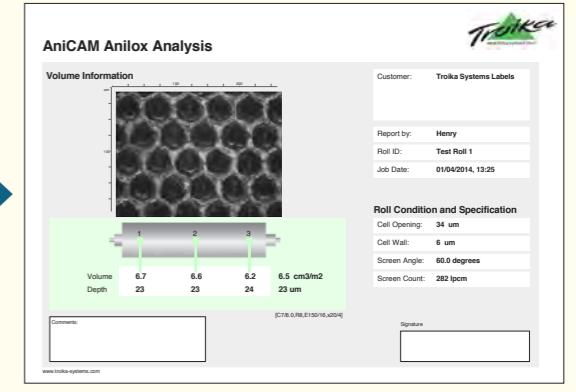 Troika
AniCAM Anilox Analysis
Volume Information
100 200
um
100
1 2 3
Volume 6.7 6.6 6.2 6.5 cm3/m2
Depth 23 23 24 23 um
[C7/8.0,R8,E150/16,x20/4]
Comments:
www.troika-systems.com
Customer: Troika Systems Labels
Report by: Henry
Roll ID: Test Roll 1
Job Date: 01/04/2014, 13:25
Roll Condition and Specification
Cell Opening: 34 um
Cell Wall: 6 um
Screen Angle: 60.0 degrees
Screen Count: 282 lpcm
Signature